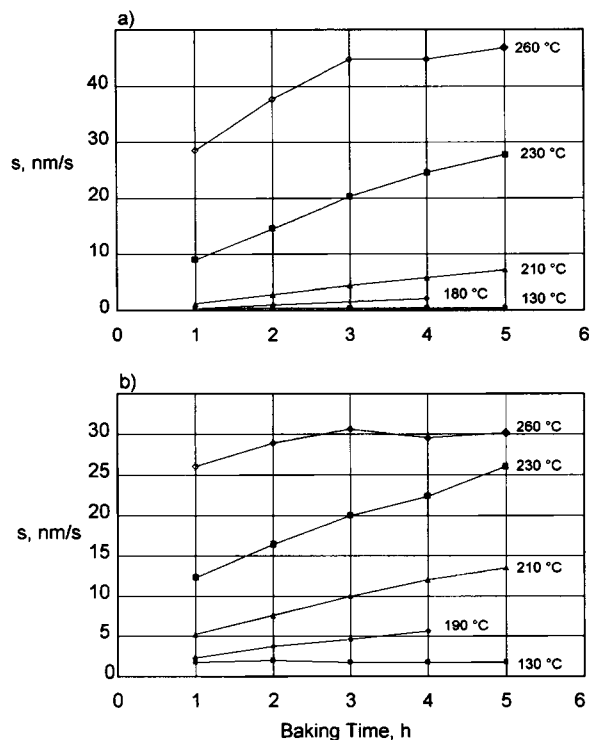 a)
40
30
20
10
0
s, nm/s
260 °C
230 °C
210 °C
180 °C
130 °C
0 1 2 3 4 5 6
b)
35
30
25
20
15
10
5
0
s, nm/s
260 °C
230 °C
210 °C
190 °C
130 °C
0 1 2 3 4 5 6
Baking Time, h